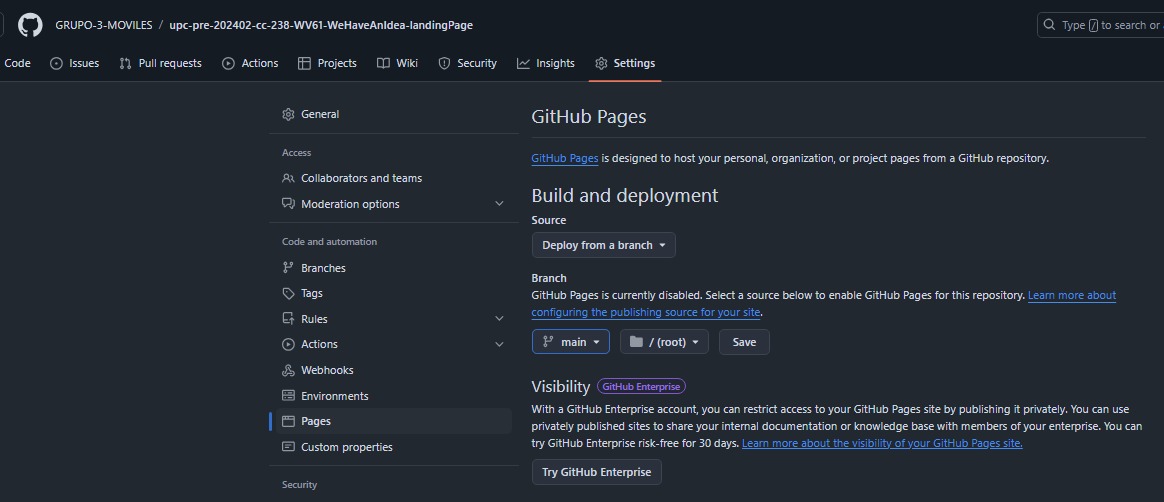 GRUPO-3-MOVILES / upc-pre-202402-cc-238-WV61-WeHaveAnIdea-landingPage
Type / to search or
Code Issues Pull requests Actions Projects Wiki Security Insights Settings
General
Access
Collaborators and teams
Moderation options
Code and automation
Branches
Tags
Rules
Actions
Webhooks
Environments
Pages
Custom properties
Security
GitHub Pages
GitHub Pages is designed to host your personal, organization, or project pages from a GitHub repository.
Build and deployment
Source
Deploy from a branch
Branch
GitHub Pages is currently disabled. Select a source below to enable GitHub Pages for this repository. Learn more about
configuring the publishing source for your site.
main / (root) Save
Visibility GitHub Enterprise
With a GitHub Enterprise account, you can restrict access to your GitHub Pages site by publishing it privately. You can use
privately published sites to share your internal documentation or knowledge base with members of your enterprise. You can
try GitHub Enterprise risk-free for 30 days. Learn more about the visibility of your GitHub Pages site.
Try GitHub Enterprise